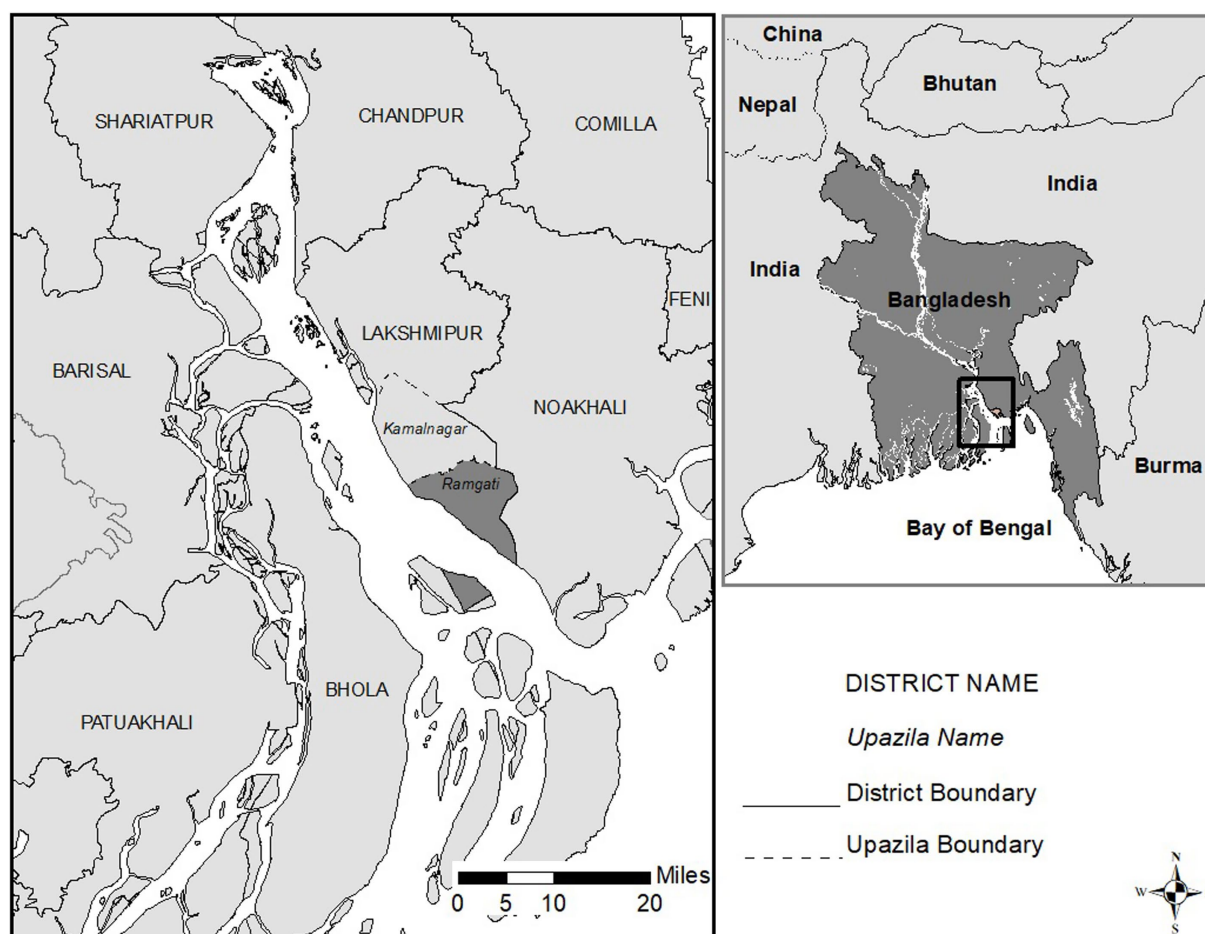 SHARIATPUR
CHANDPUR
COMILLA
FENI
LAKSHMIPUR
BARISAL
NOAKHALI
Kamalnagar
Ramgati
BHOLA
PATUAKHALI
Miles
0 5 10 20
China
Bhutan
Nepal
India
India
Bangladesh
Burma
Bay of Bengal
DISTRICT NAME
Upazila Name
District Boundary
Upazila Boundary
N
W E
S